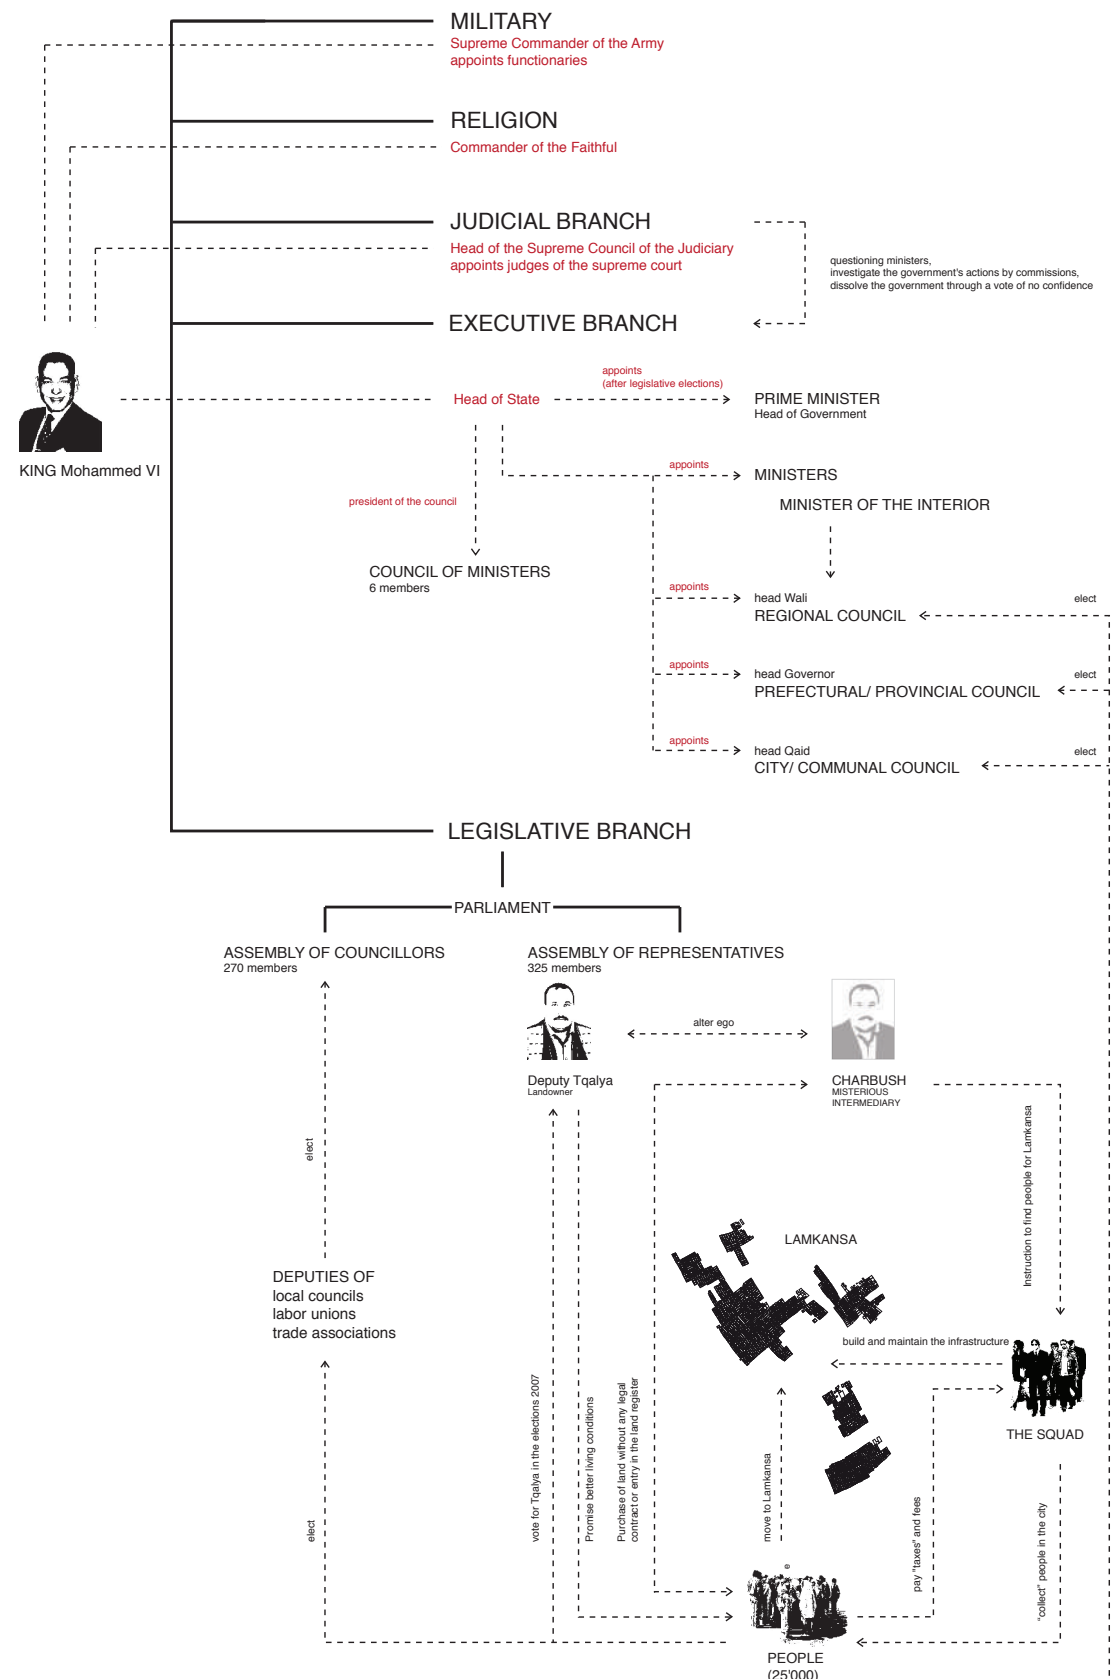 MILITARY
Supreme Commander of the Army
appoints functionaries
RELIGION
Commander of the Faithful
JUDICIAL BRANCH
Head of the Supreme Council of the Judiciary
appoints judges of the supreme court
questioning ministers,
investigate the government's actions by commissions,
dissolve the government through a vote of no confidence
EXECUTIVE BRANCH
KING Mohammed VI
Head of State
appoints
(after legislative elections)
PRIME MINISTER
Head of Government
appoints
MINISTERS
MINISTER OF THE INTERIOR
president of the council
COUNCIL OF MINISTERS
6 members
appoints
head Wali
REGIONAL COUNCIL
elect
appoints
head Governor
PREFECTURAL/ PROVINCIAL COUNCIL
elect
appoints
head Qaid
CITY/ COMMUNAL COUNCIL
elect
LEGISLATIVE BRANCH
PARLIAMENT
ASSEMBLY OF COUNCILLORS
270 members
ASSEMBLY OF REPRESENTATIVES
325 members
alter ego
Deputy Tqalya
Landowner
CHARBUSH
MISTERIOUS
INTERMEDIARY
elect
Instruction to find peolple for Lamkansa
LAMKANSA
DEPUTIES OF
local councils
labor unions
trade associations
build and maintain the infrastructure
THE SQUAD
vote for Tqalya in the elections 2007
Promise better living conditions
Purchase of land without any legal
contract or entry in the land register
move to Lamkansa
pay "taxes" and fees
"collect" people in the city
elect
e
PEOPLE
(25'000)